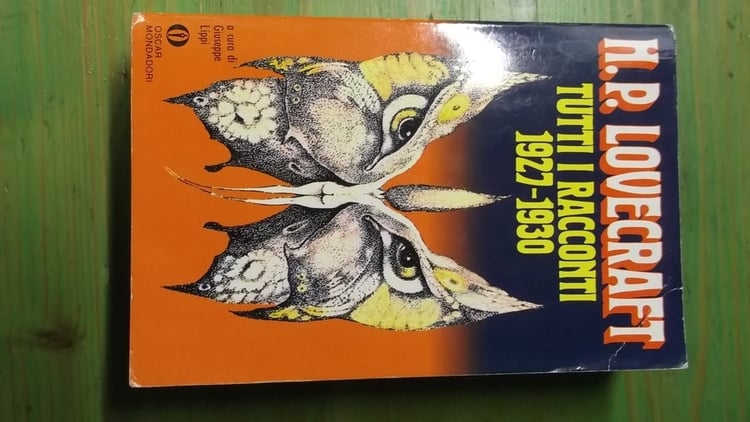 H.P. LOVECRAFT
TUTTI I RACCONTI
1927-1930
a cura di
Giuseppe
Lippi
OSCAR
MONDADORI